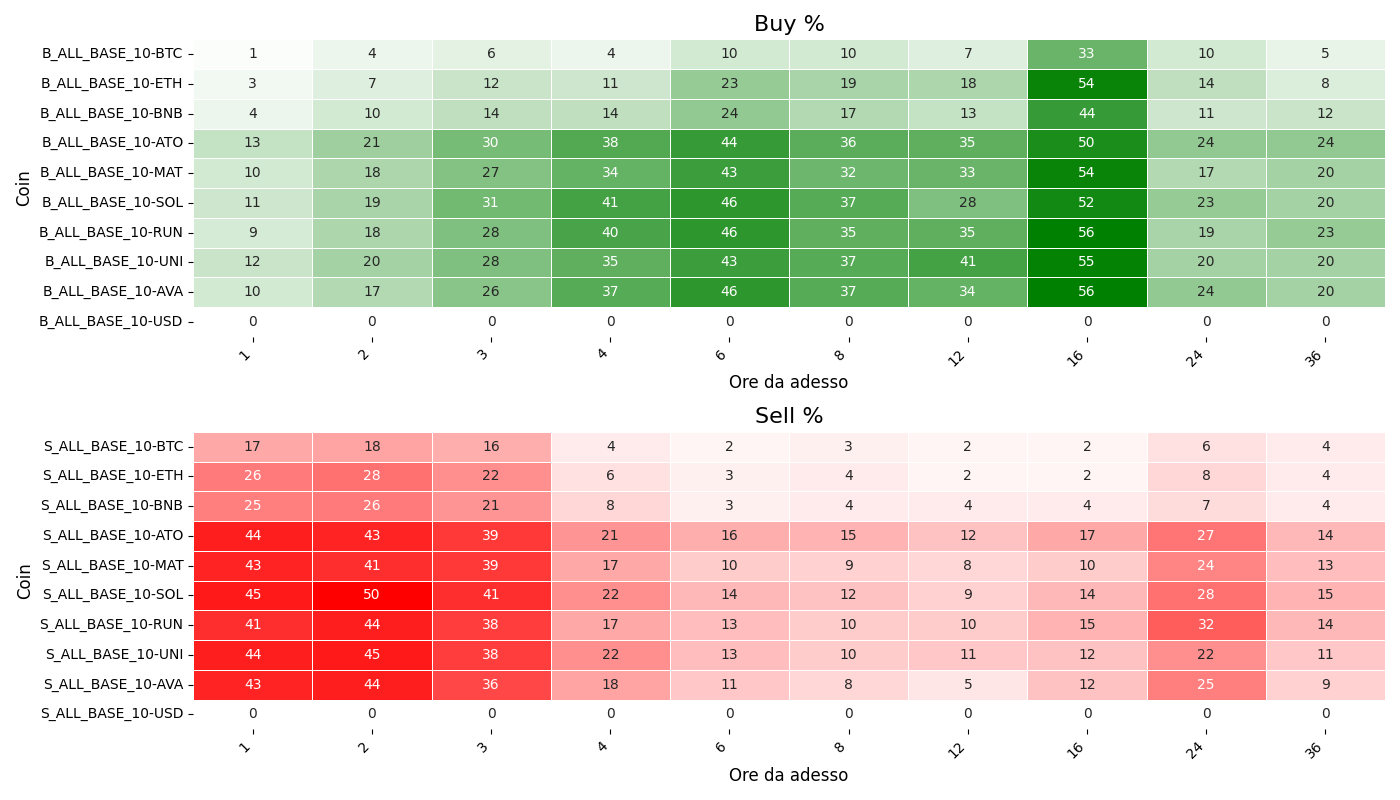 Buy %
Coin
B_ALL_BASE_10-BTC 1 4 6 4 10 10 7 33 10 5
B_ALL_BASE_10-ETH 3 7 12 11 23 19 18 54 14 8
B_ALL_BASE_10-BNB 4 10 14 14 24 17 13 44 11 12
B_ALL_BASE_10-ATO 13 21 30 38 44 36 35 50 24 24
B_ALL_BASE_10-MAT 10 18 27 34 43 32 33 54 17 20
B_ALL_BASE_10-SOL 11 19 31 41 46 37 28 52 23 20
B_ALL_BASE_10-RUN 9 18 28 40 46 35 35 56 19 23
B_ALL_BASE_10-UNI 12 20 28 35 43 37 41 55 20 20
B_ALL_BASE_10-AVA 10 17 26 37 46 37 34 56 24 20
B_ALL_BASE_10-USD 0 0 0 0 0 0 0 0 0 0
1 2 3 4 6 8 12 16 24 36
Ore da adesso
Sell %
Coin
S_ALL_BASE_10-BTC 17 18 16 4 2 3 2 2 6 4
S_ALL_BASE_10-ETH 26 28 22 6 3 4 2 2 8 4
S_ALL_BASE_10-BNB 25 26 21 8 3 4 4 4 7 4
S_ALL_BASE_10-ATO 44 43 39 21 16 15 12 17 27 14
S_ALL_BASE_10-MAT 43 41 39 17 10 9 8 10 24 13
S_ALL_BASE_10-SOL 45 50 41 22 14 12 9 14 28 15
S_ALL_BASE_10-RUN 41 44 38 17 13 10 10 15 32 14
S_ALL_BASE_10-UNI 44 45 38 22 13 10 11 12 22 11
S_ALL_BASE_10-AVA 43 44 36 18 11 8 5 12 25 9
S_ALL_BASE_10-USD 0 0 0 0 0 0 0 0 0 0
1 2 3 4 6 8 12 16 24 36
Ore da adesso